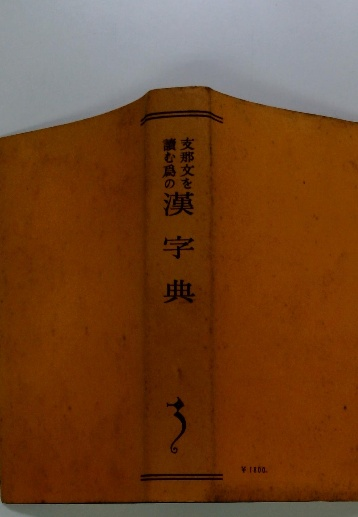 支那文を
讀む爲の
漢字典
¥1800.